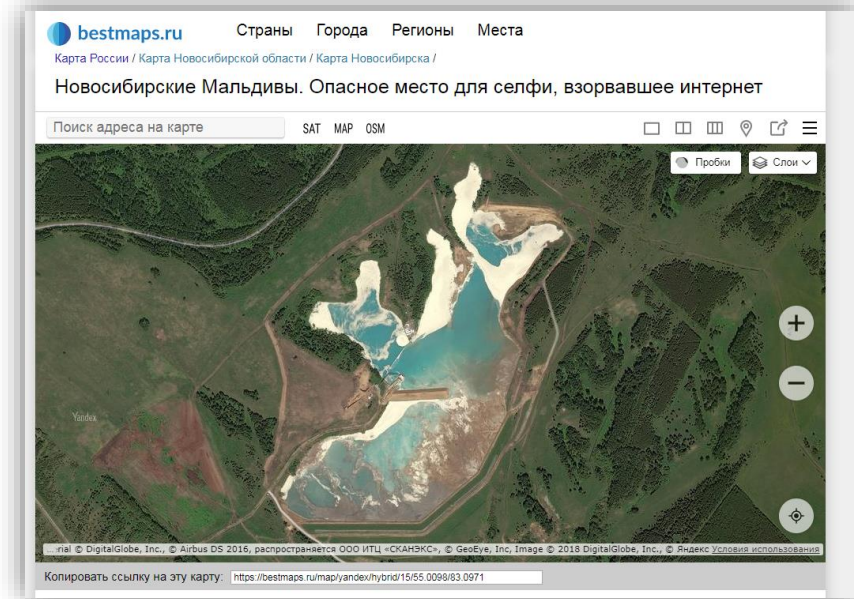 bestmaps.ru Страны Города Регионы Места
Карта России / Карта Новосибирской области / Карта Новосибирска /
Новосибирские Мальдивы. Опасное место для селфи, взорвавшее интернет
Поиск адреса на карте SAT MAP OSM
Пробки Слои
Yandex
...rial © DigitalGlobe, Inc., © Airbus DS 2016, распространяется ООО ИТЦ «СКАНЭКС», © GeoEye, Inc, Image © 2018 DigitalGlobe, Inc., © Яндекс Условия использования
Копировать ссылку на эту карту: https://bestmaps.ru/map/yandex/hybrid/15/55.0098/83.0971